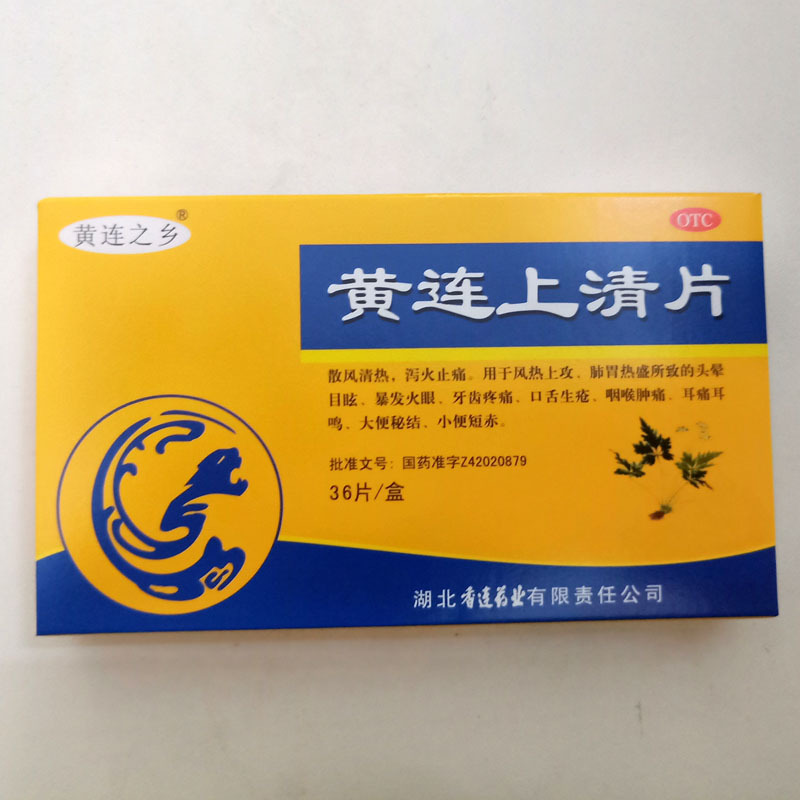 黄连之乡®
OTC
黄连上清片
散风清热，泻火止痛。用于风热上攻、肺胃热盛所致的头晕
目眩、暴发火眼、牙齿疼痛、口舌生疮、咽喉肿痛、耳痛耳
鸣、大便秘结、小便短赤。
批准文号：国药准字Z42020879
36片/盒
湖北香连药业有限责任公司